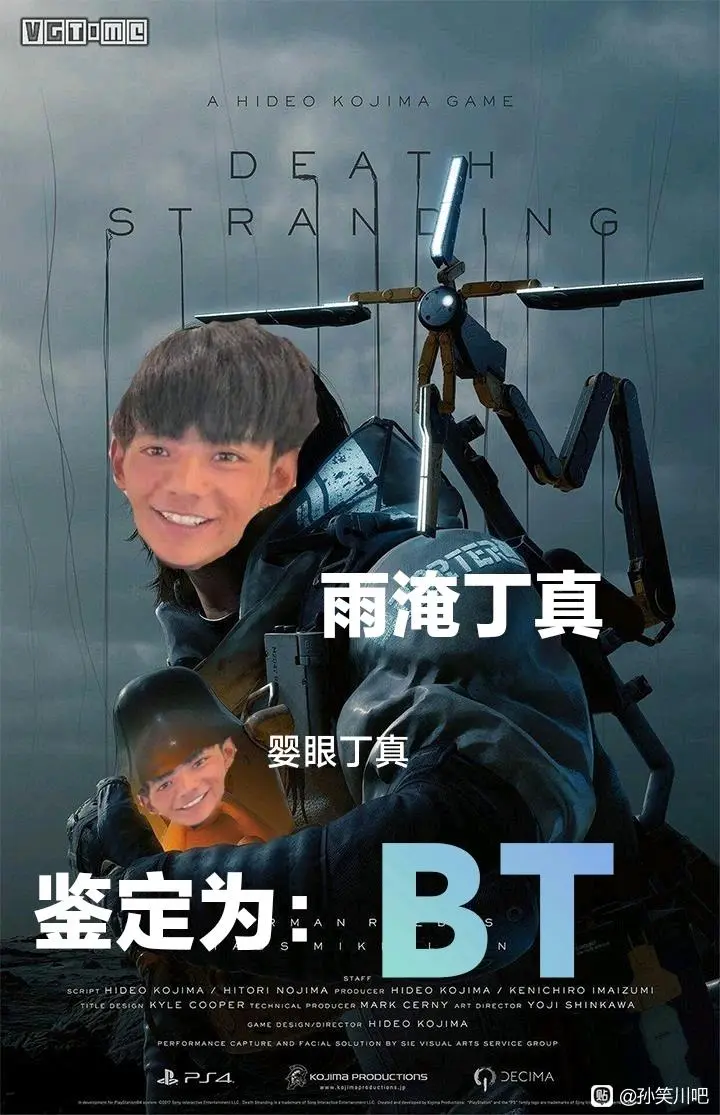 VGTIME
A HIDEO KOJIMA GAME
DEATH
STRANDING
PORTER
雨淹丁真
婴眼丁真
鉴定为：BT
STAFF
SCRIPT HIDEO KOJIMA / HITORI NOJIMA PRODUCER HIDEO KOJIMA / KENICHIRO IMAIZUMI
TITLE DESIGN KYLE COOPER TECHNICAL PRODUCER MARK CERNY ART DIRECTOR YOJI SHINKAWA
GAME DESIGN/DIRECTOR HIDEO KOJIMA
PERFORMANCE CAPTURE AND FACIAL SOLUTION BY SIE VISUAL ARTS SERVICE GROUP
PS4 KOJIMA PRODUCTIONS DECIMA
www.kojimaproductions.jp
@孙笑川吧